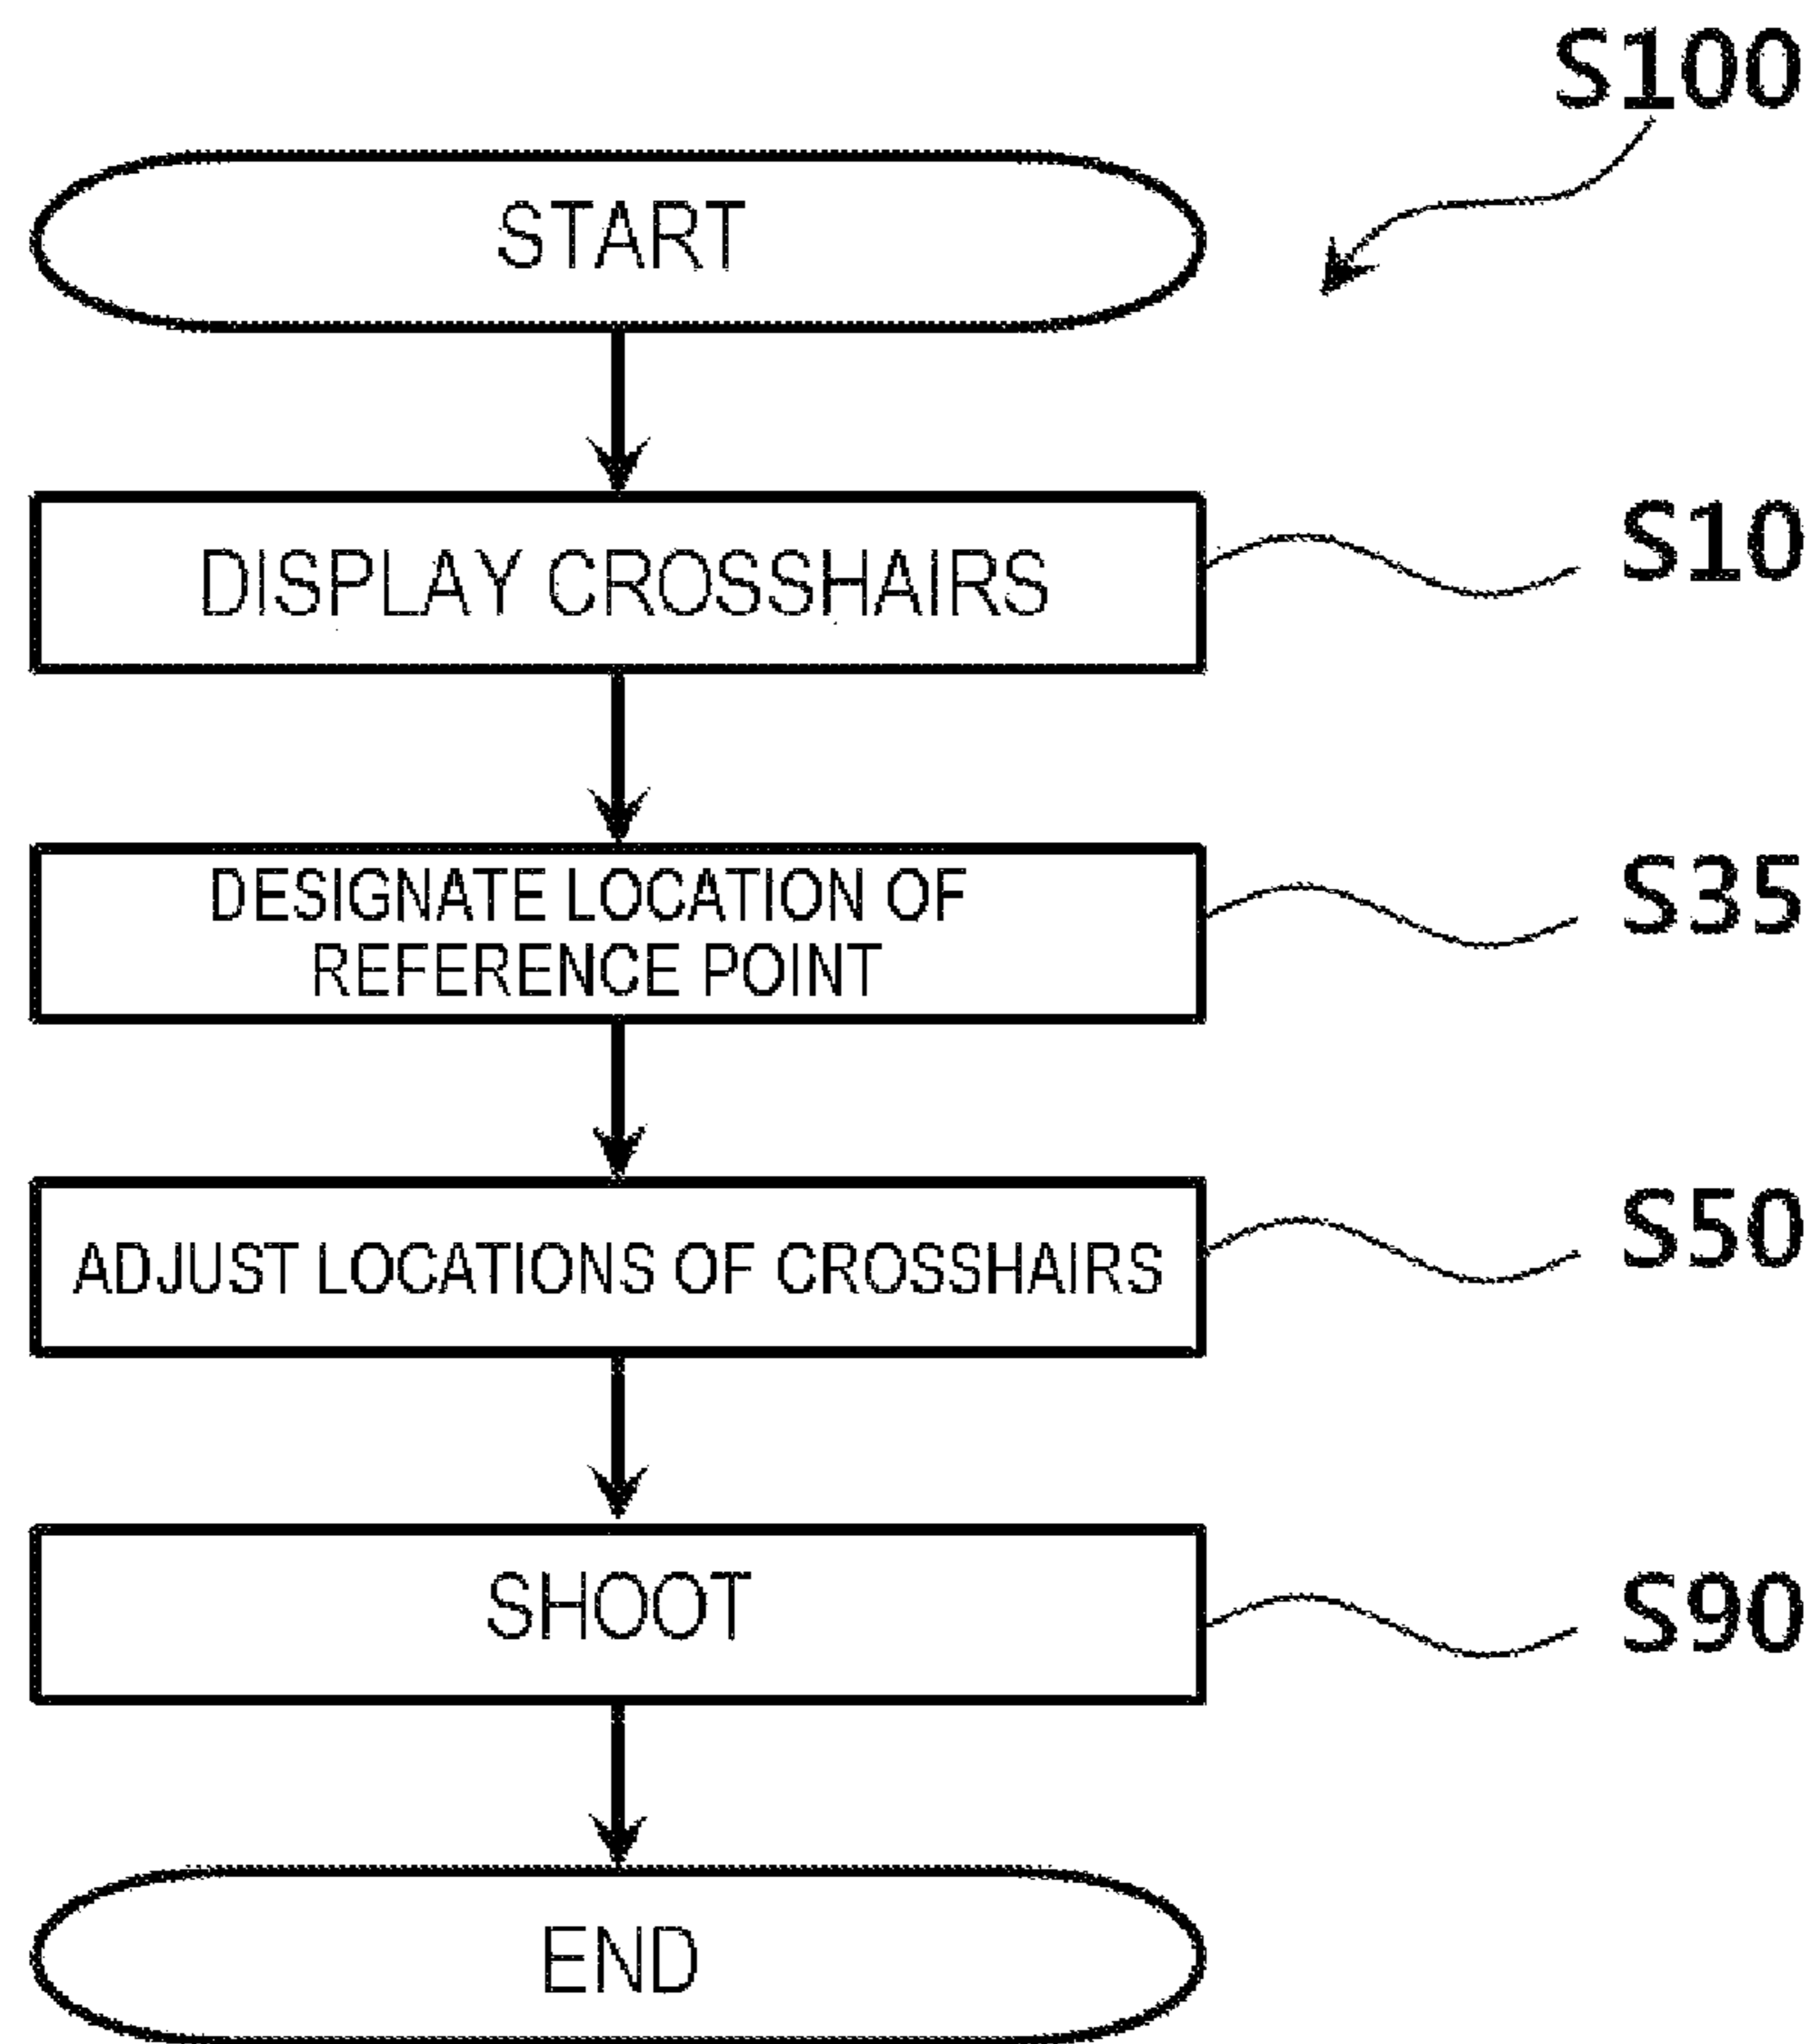 S100
START
DISPLAY CROSSHAIRS
S10
DESIGNATE LOCATION OF
REFERENCE POINT
S35
ADJUST LOCATIONS OF CROSSHAIRS
S50
SHOOT
S90
END